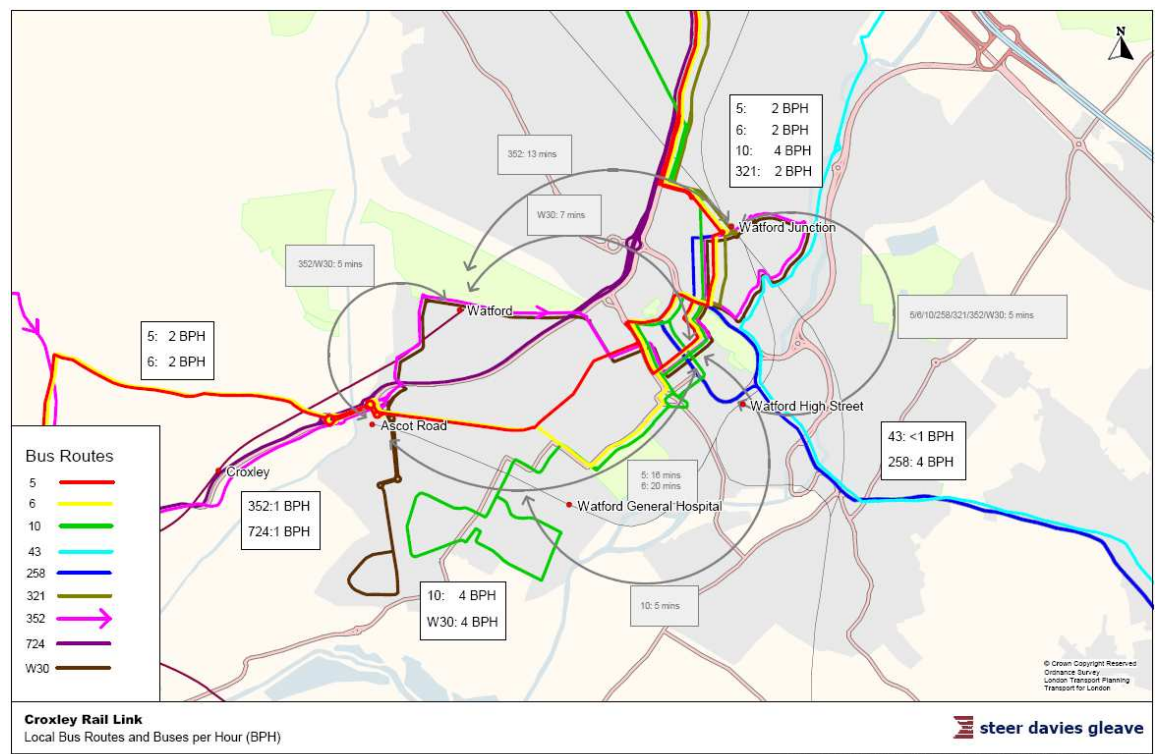 N
5: 2 BPH
6: 2 BPH
10: 4 BPH
321: 2 BPH
352: 13 mins
W30: 7 mins
Watford Junction
352/W30: 5 mins
Watford
5/6/10/258/321/352/W30: 5 mins
5: 2 BPH
6: 2 BPH
Watford High Street
Ascot Road
43: <1 BPH
258: 4 BPH
Bus Routes
5
6
10
43
258
321
352
724
W30
Croxley
352:1 BPH
724:1 BPH
5: 16 mins
6: 20 mins
Watford General Hospital
10: 4 BPH
W30: 4 BPH
10: 5 mins
© Crown Copyright Reserved
Ordnance Survey
London Transport Planning
Transport for London
Croxley Rail Link
Local Bus Routes and Buses per Hour (BPH)
steer davies gleave